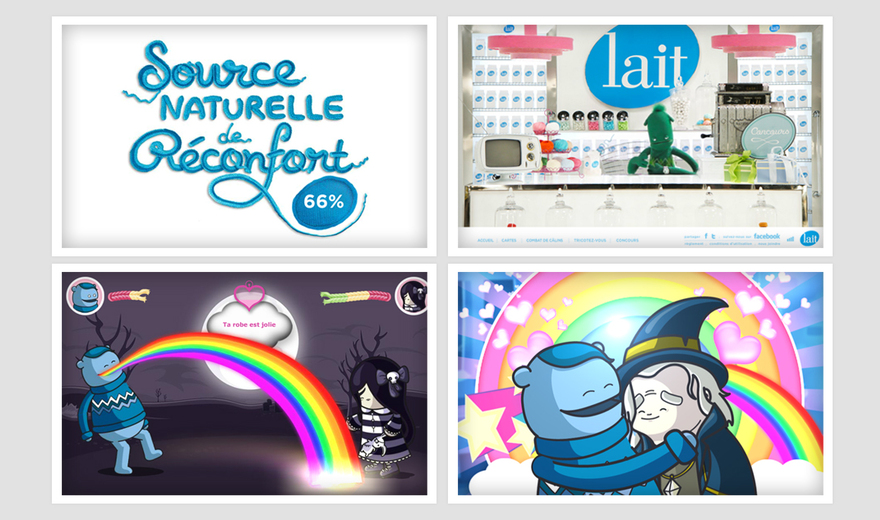 Source
NATURELLE
de
Réconfort
66%
lait
lait
Concours
ACCUEIL
CARTES
COMBAT DE CÂLINS
TRICOTEZ-VOUS
CONCOURS
facebook
lait
Ta robe est jolie